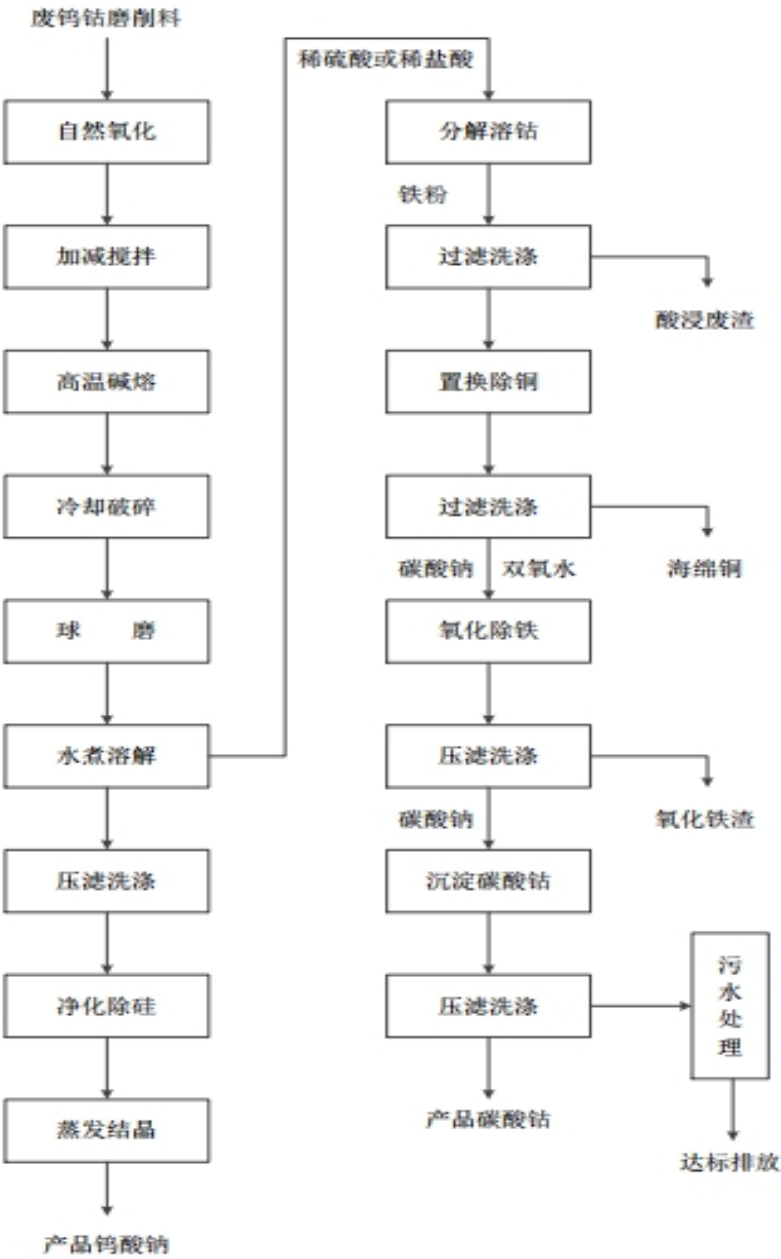 废钨钴磨削料
自然氧化
加减搅拌
高温碱熔
冷却破碎
球 磨
水煮溶解
压滤洗涤
净化除硅
蒸发结晶
产品钨酸钠
稀硫酸或稀盐酸
分解溶钴
铁粉
过滤洗涤
酸浸废渣
置换除铜
过滤洗涤
海绵铜
碳酸钠 双氧水
氧化除铁
压滤洗涤
氧化铁渣
碳酸钠
沉淀碳酸钴
压滤洗涤
产品碳酸钴
污
水
处
理
达标排放